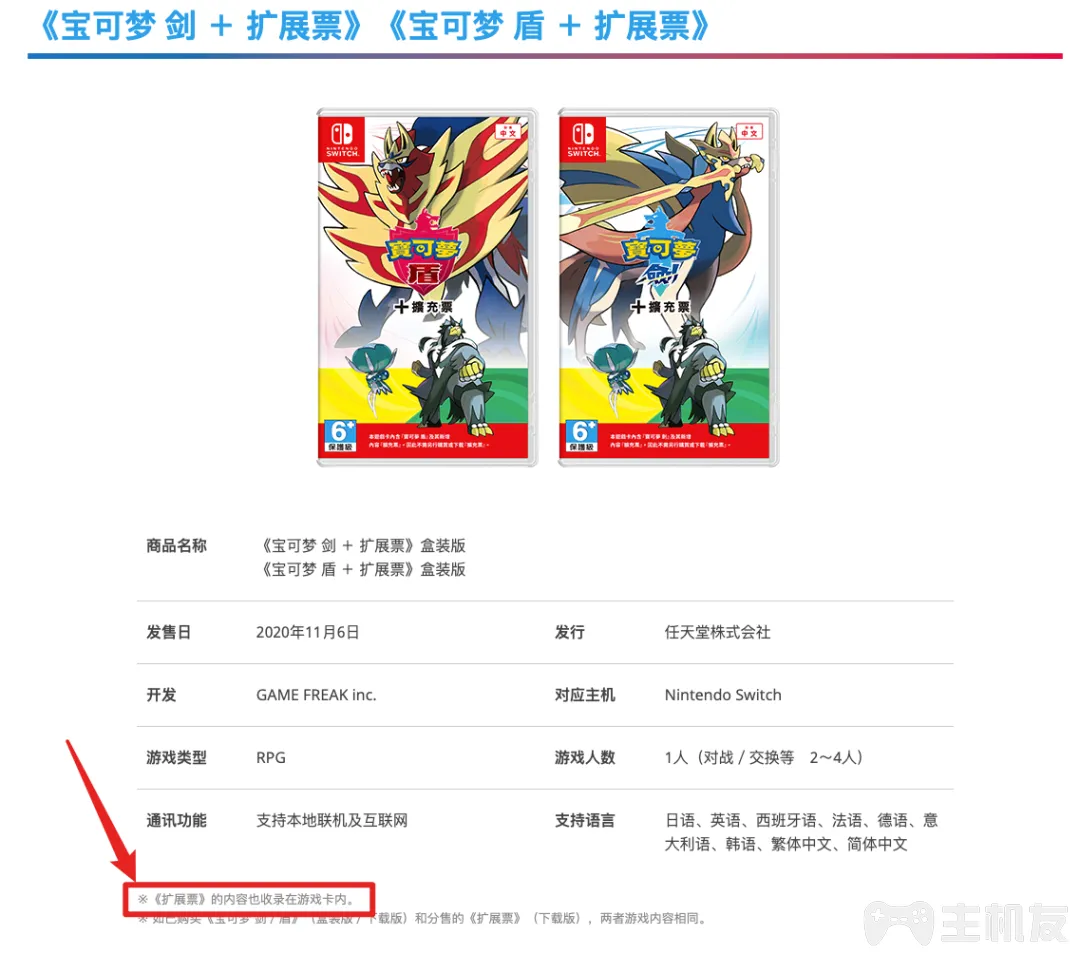 《宝可梦 剑 ＋ 扩展票》《宝可梦 盾 ＋ 扩展票》
NINTENDO
SWITCH
中文
寶可夢
盾
＋擴充票
6+
保護級
本遊戲卡內含『寶可夢 盾』及其新增
內容『擴充票』，因此不需另行購買或下載『擴充票』。
NINTENDO
SWITCH
中文
寶可夢
劍
＋擴充票
6+
保護級
本遊戲卡內含『寶可夢 劍』及其新增
內容『擴充票』，因此不需另行購買或下載『擴充票』。
商品名称 《宝可梦 剑 ＋ 扩展票》盒装版
《宝可梦 盾 ＋ 扩展票》盒装版
发售日 2020年11月6日 发行 任天堂株式会社
开发 GAME FREAK inc. 对应主机 Nintendo Switch
游戏类型 RPG 游戏人数 1人（对战 / 交换等 2～4人）
通讯功能 支持本地联机及互联网 支持语言 日语、英语、西班牙语、法语、德语、意
大利语、韩语、繁体中文、简体中文
※《扩展票》的内容也收录在游戏卡内。
※ 如已购买《宝可梦 剑 / 盾》（盒装版 / 下载版）和分售的《扩展票》（下载版），两者游戏内容相同。
主机友